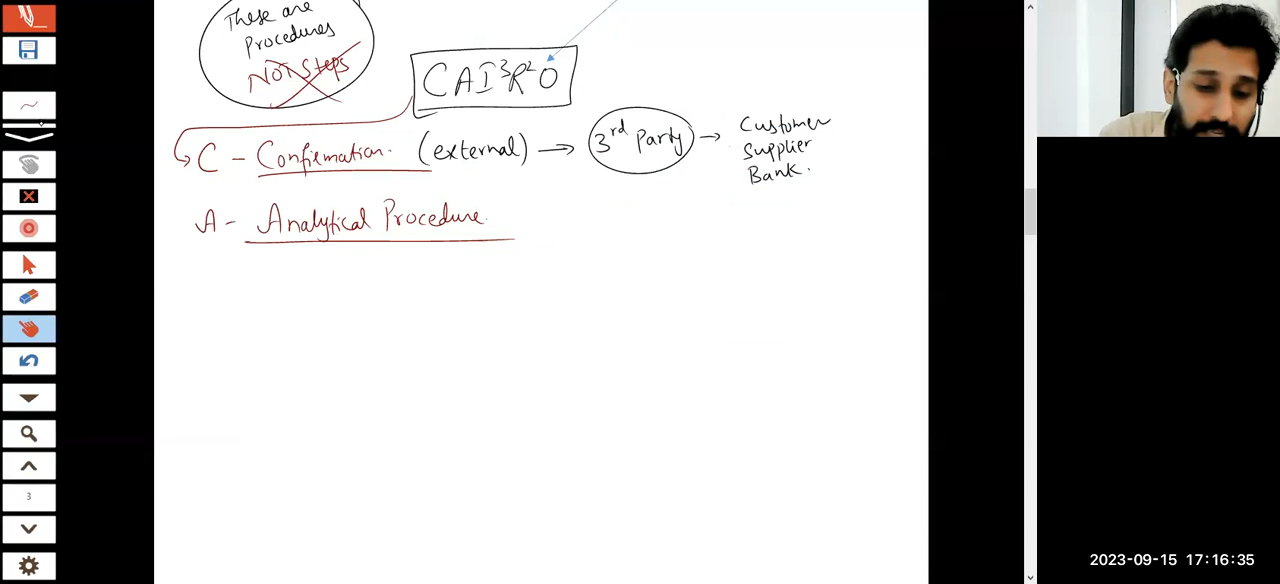 These are
Procedures
NOT Steps
CAI³R²O
C - Confirmation. (external) → 3rd Party → Customer
Supplier
Bank.
A - Analytical Procedure.
3
2023-09-15 17:16:35